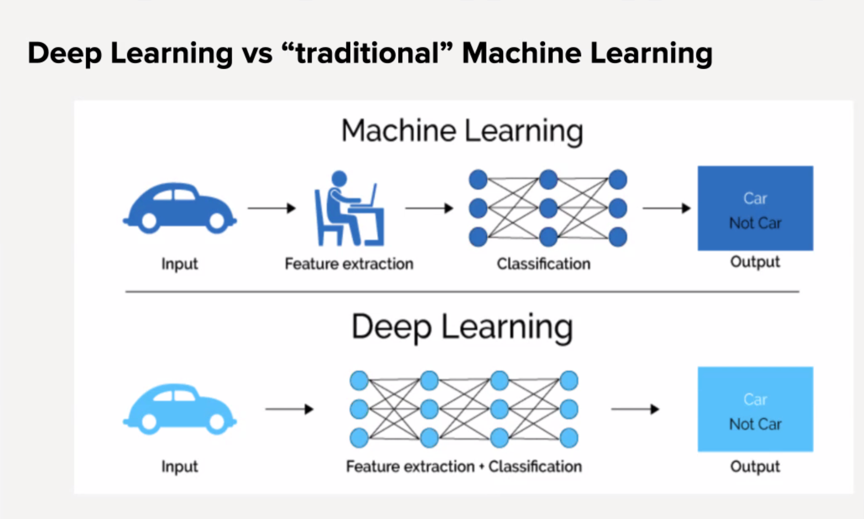 Deep Learning vs “traditional” Machine Learning
Machine Learning
Car
Not Car
Input
Feature extraction
Classification
Output
Deep Learning
Car
Not Car
Input
Feature extraction + Classification
Output